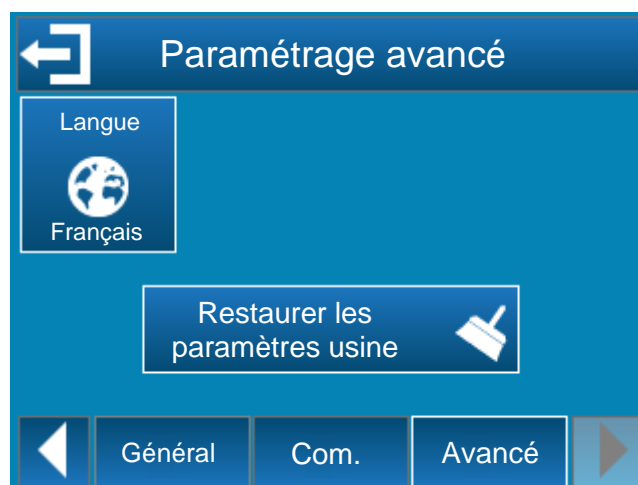 Paramétrage avancé
Langue
Français
Restaurer les
paramètres usine
Général
Com.
Avancé